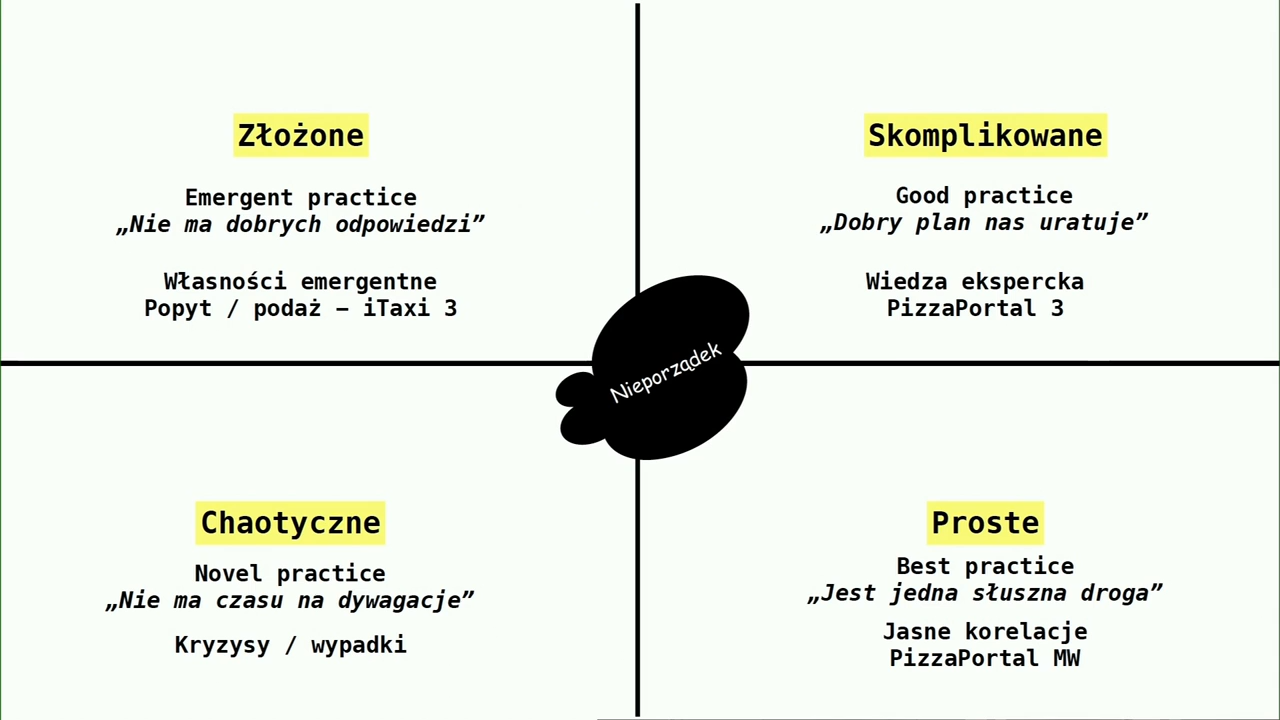 Złożone
Emergent practice
„Nie ma dobrych odpowiedzi”
Własności emergentne
Popyt / podaż – iTaxi 3
Skomplikowane
Good practice
„Dobry plan nas uratuje”
Wiedza ekspercka
PizzaPortal 3
Nieporządek
Chaotyczne
Novel practice
„Nie ma czasu na dywagacje”
Kryzysy / wypadki
Proste
Best practice
„Jest jedna słuszna droga”
Jasne korelacje
PizzaPortal MW